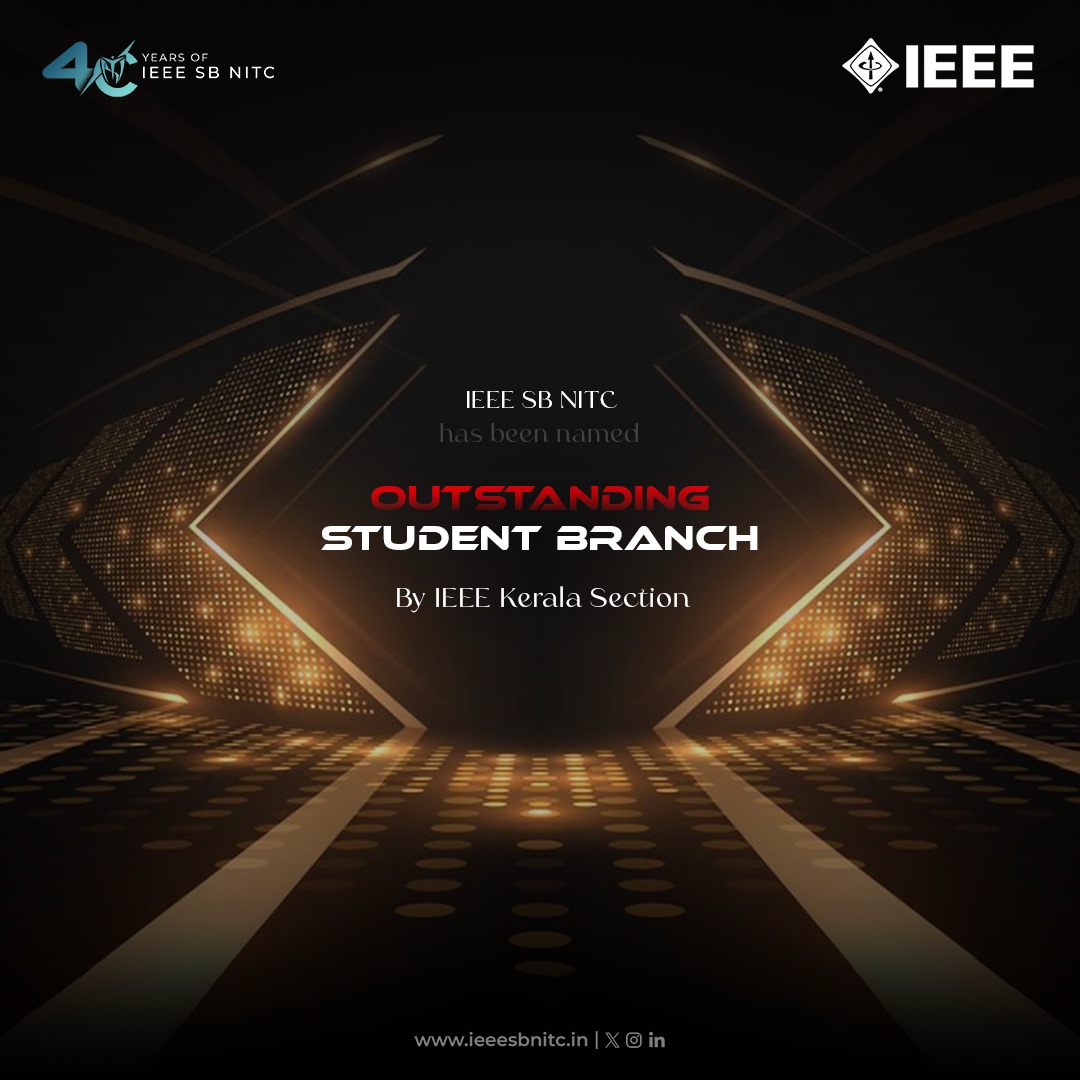 40 YEARS OF
IEEE SB NITC
IEEE
IEEE SB NITC
has been named
OUTSTANDING
STUDENT BRANCH
By IEEE Kerala Section
www.ieeesbnitc.in |